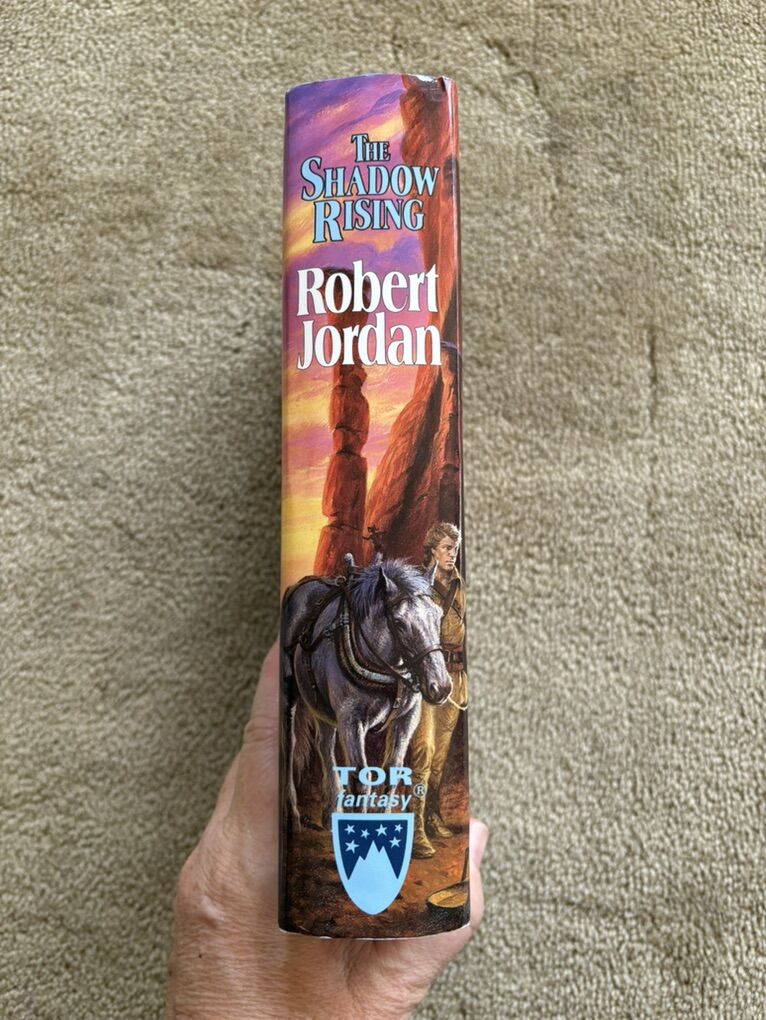 THE
SHADOW
RISING
Robert
Jordan
TOR
fantasy®